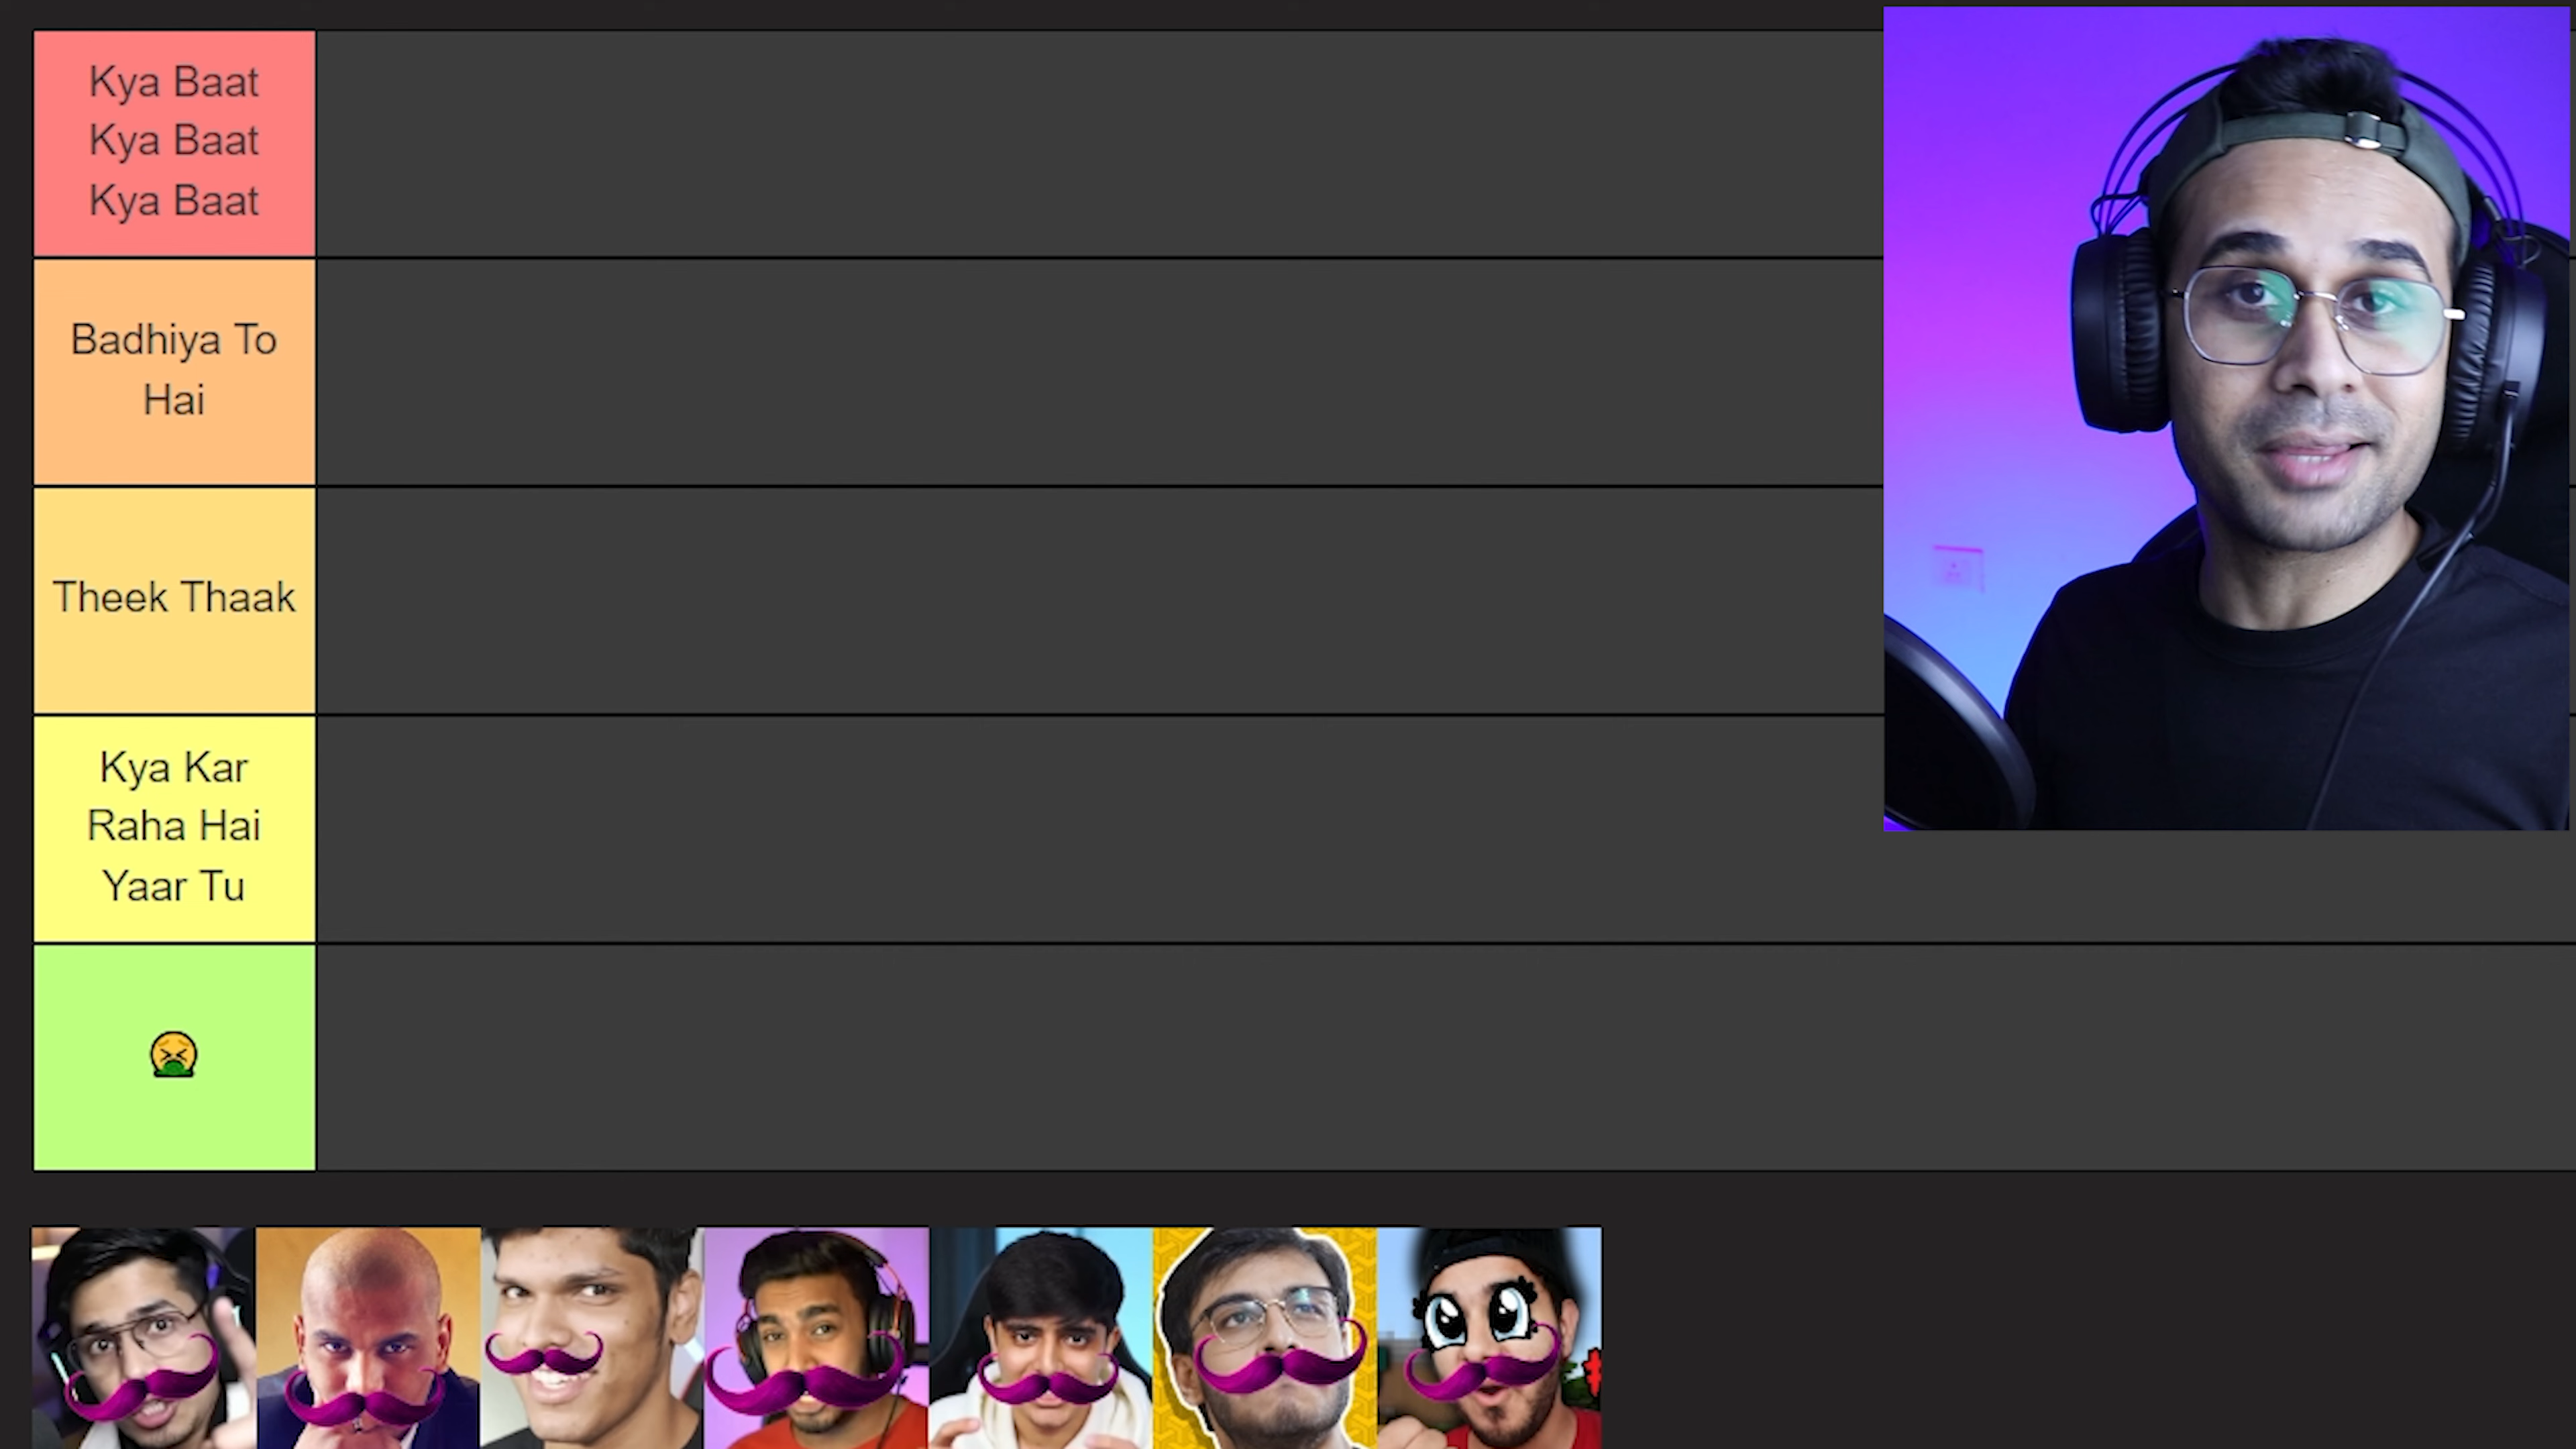 Kya Baat
Kya Baat
Kya Baat
Badhiya To
Hai
Theek Thaak
Kya Kar
Raha Hai
Yaar Tu
🤮